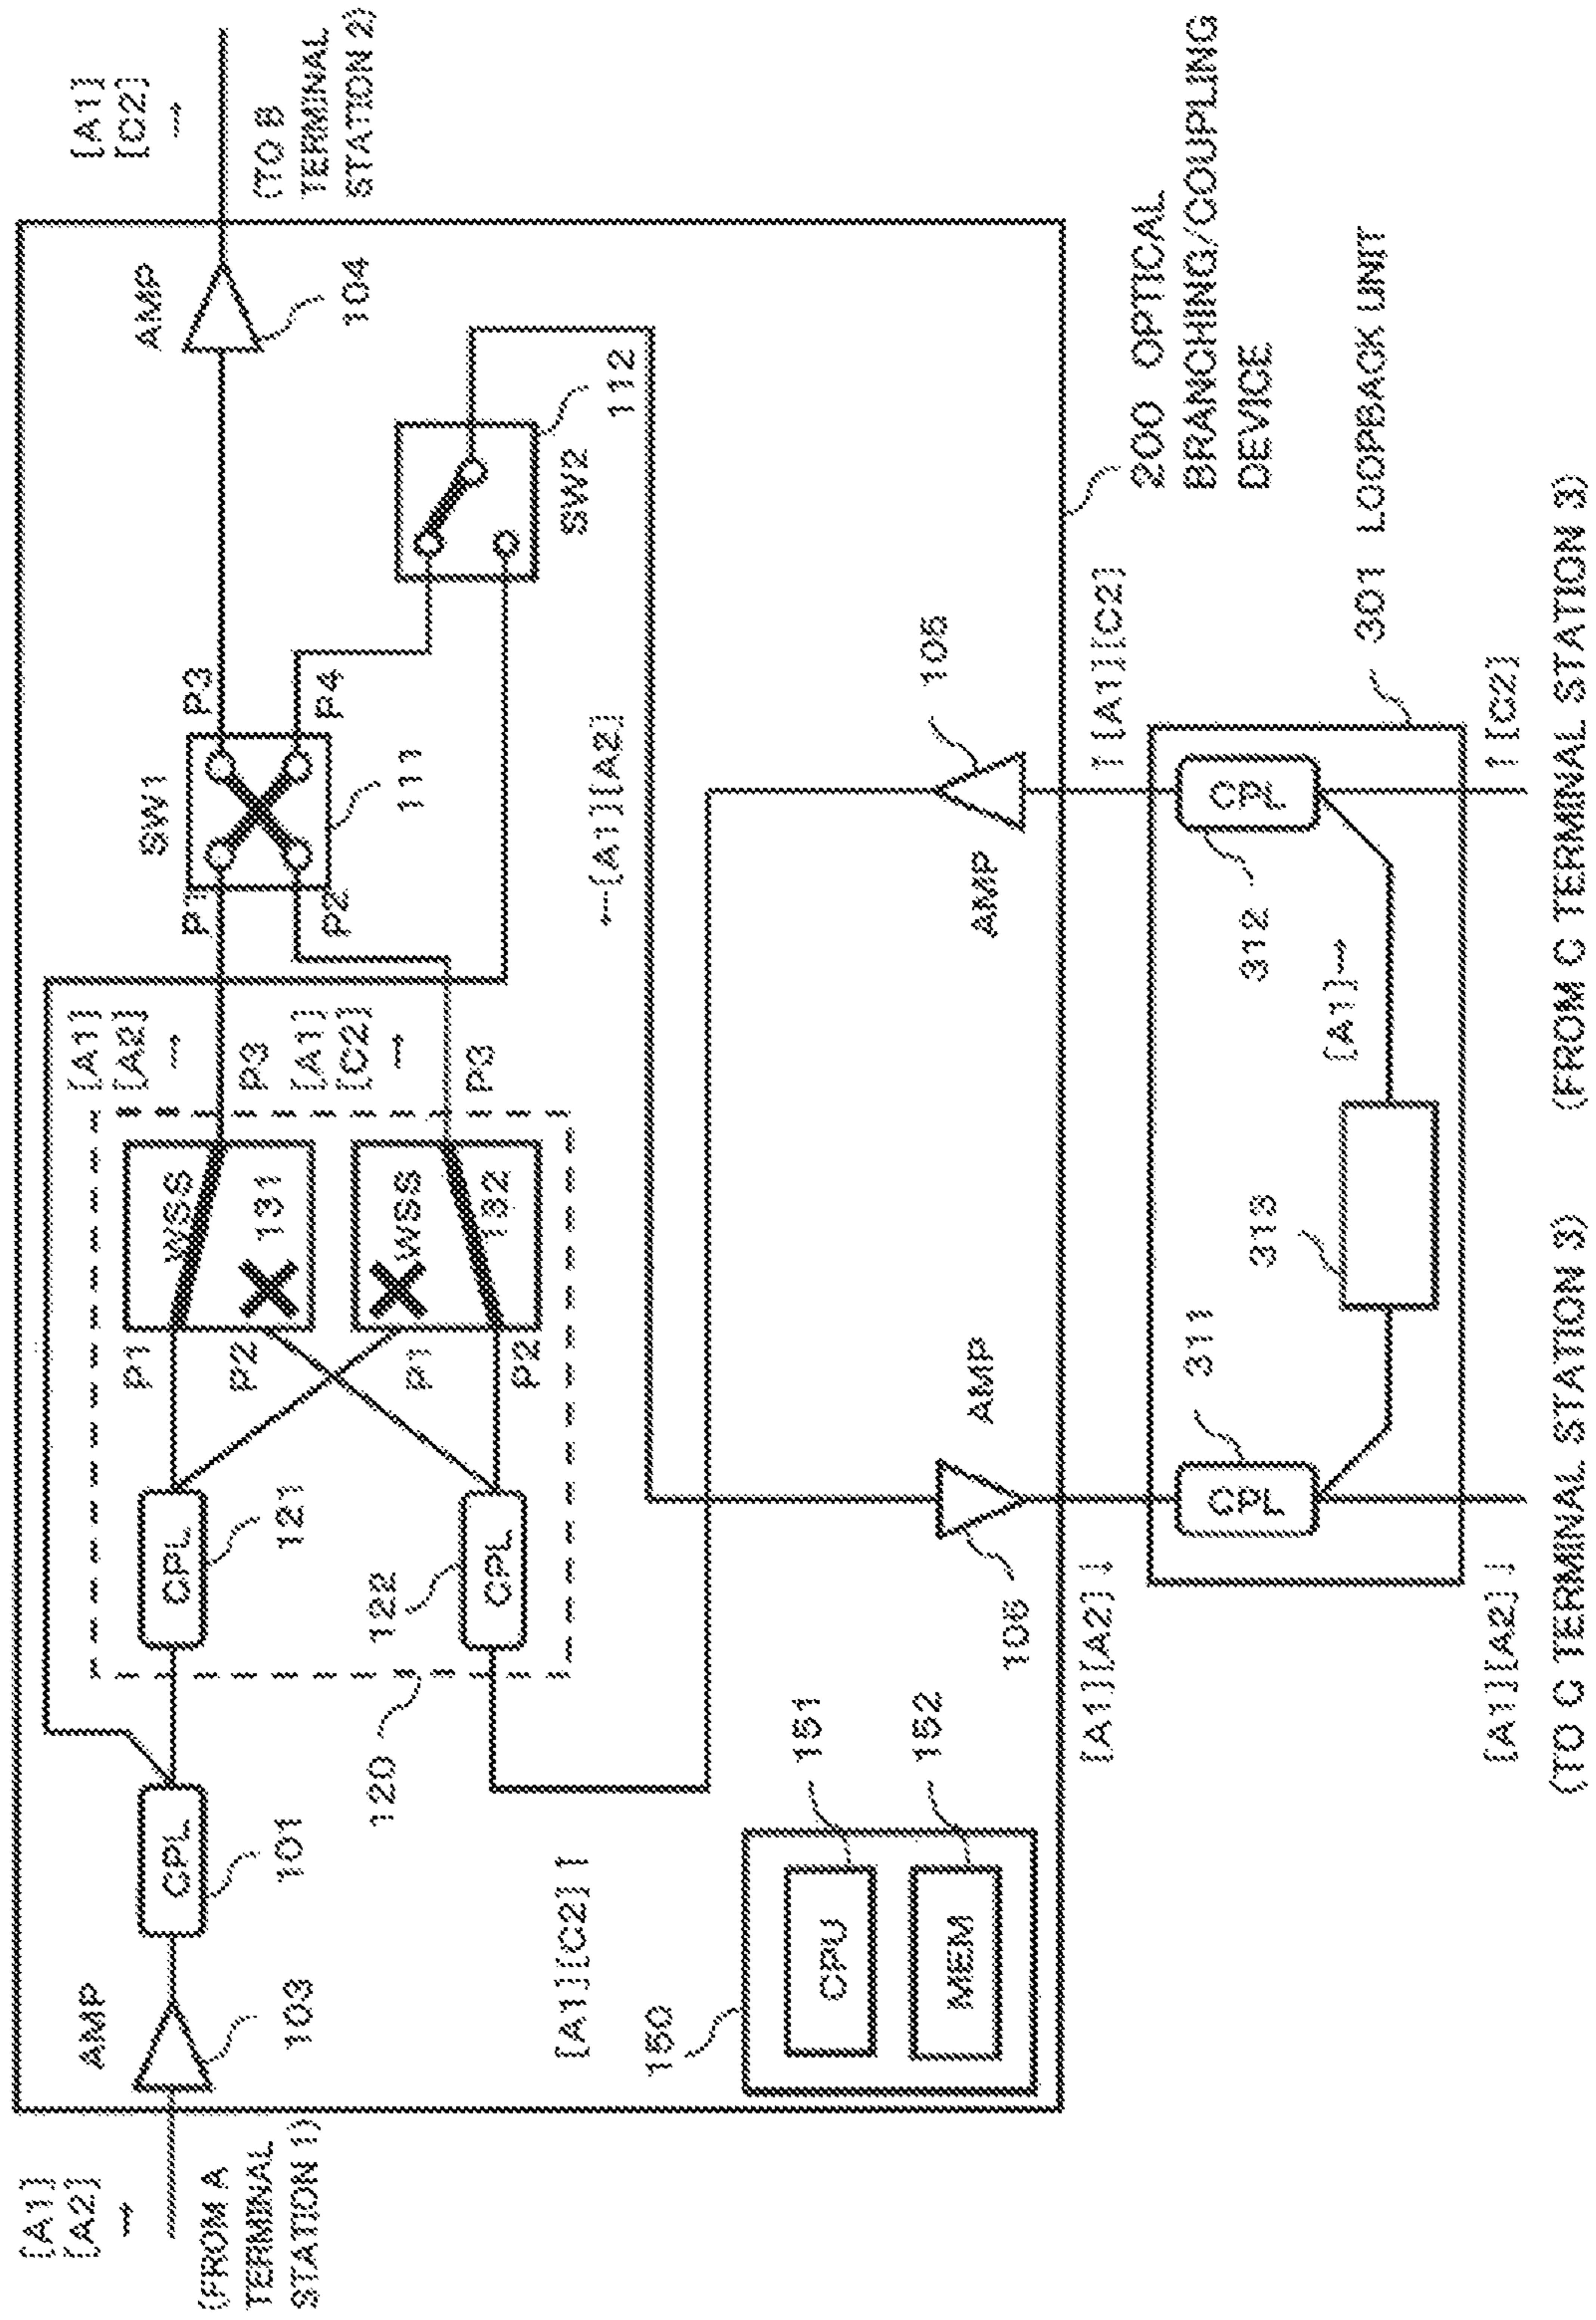 [A1]
[A2]
→
(FROM A
TERMINAL
STATION 1)
AMP
103
CPL
101
120
CPL
121
CPL
122
P1
P2
P1
P2
WSS
131
WSS
132
[A1]
[A2]
→
P3
[A1]
[C2]
→
P3
SW1
P1
P2
P3
P4
111
SW2
112
AMP
104
[A1]
[C2]
→
(TO B
TERMINAL
STATION 2)
←[A1][A2]
[A1][C2]↑
150
CPU
151
MEM
152
AMP
106
AMP
105
200 OPTICAL
BRANCHING/COUPLING
DEVICE
[A1][A2]↓
↑[A1][C2]
301 LOOPBACK UNIT
CPL
311
CPL
312
313
[A1]→
[A1][A2]↓
↑[C2]
(TO C TERMINAL STATION 3)
(FROM C TERMINAL STATION 3)